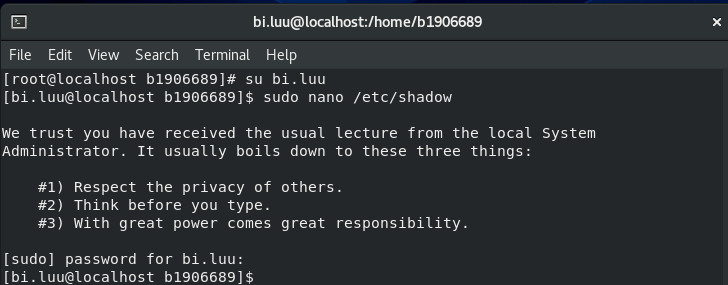 bi.luu@localhost:/home/b1906689
File Edit View Search Terminal Help
[root@localhost b1906689]# su bi.luu
[bi.luu@localhost b1906689]$ sudo nano /etc/shadow
We trust you have received the usual lecture from the local System
Administrator. It usually boils down to these three things:
#1) Respect the privacy of others.
#2) Think before you type.
#3) With great power comes great responsibility.
[sudo] password for bi.luu:
[bi.luu@localhost b1906689]$